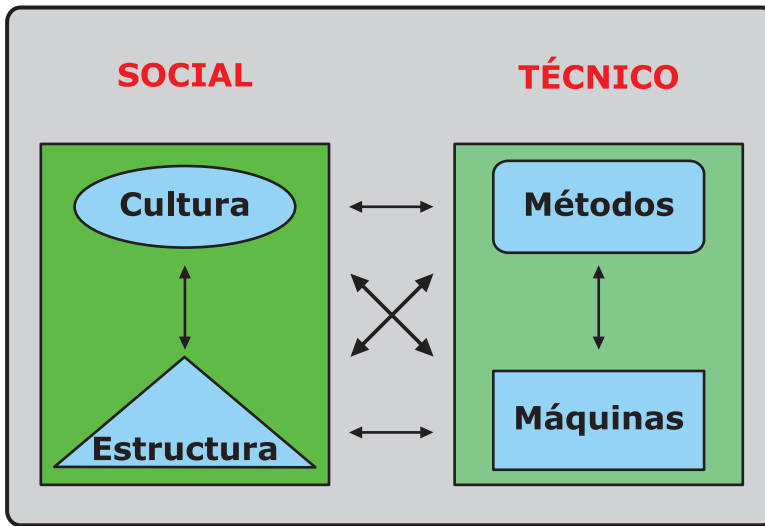 SOCIAL
TÉCNICO
Cultura
Métodos
Estructura
Máquinas